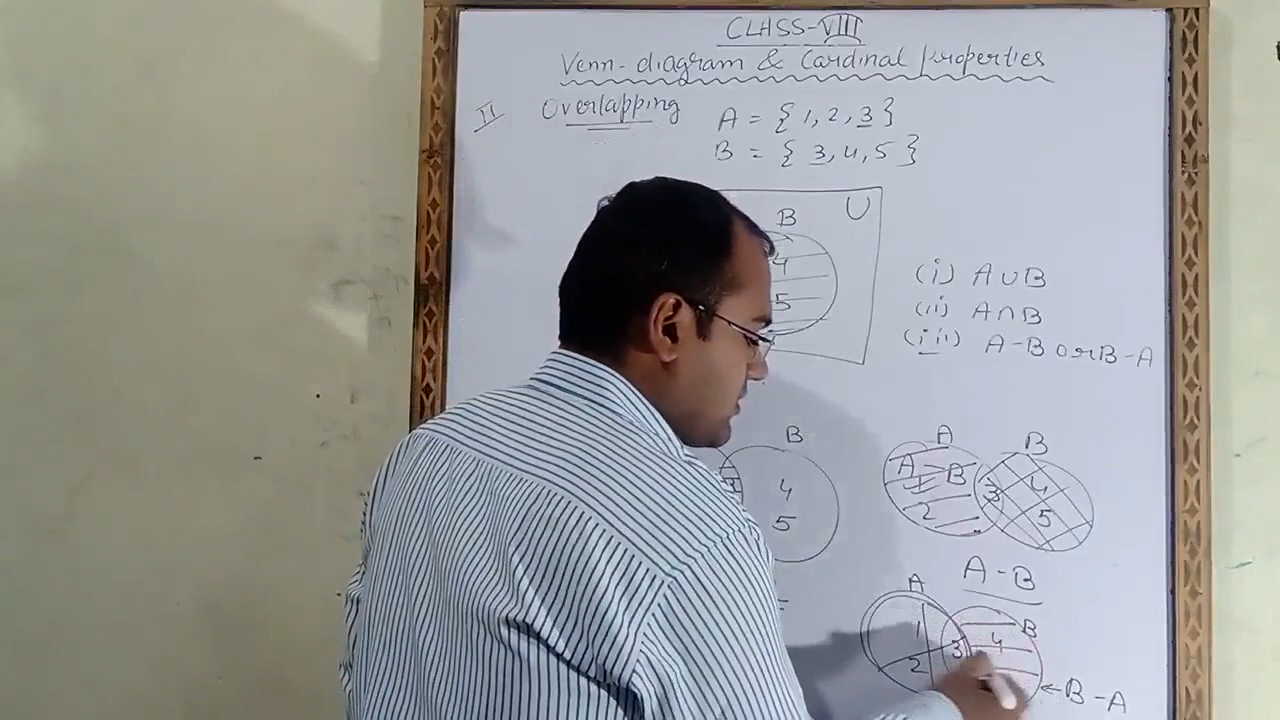 CLASS-VIII
Venn-diagram & Cardinal properties
II Overlapping
A = { 1, 2, 3 }
B = { 3, 4, 5 }
B U
4
5
(i) A∪B
(ii) A∩B
(iii) A-B or B-A
B
3 4
5
A B
A-B
1 3 4
2 5
A-B
A
1 B
3 4
2
←B-A